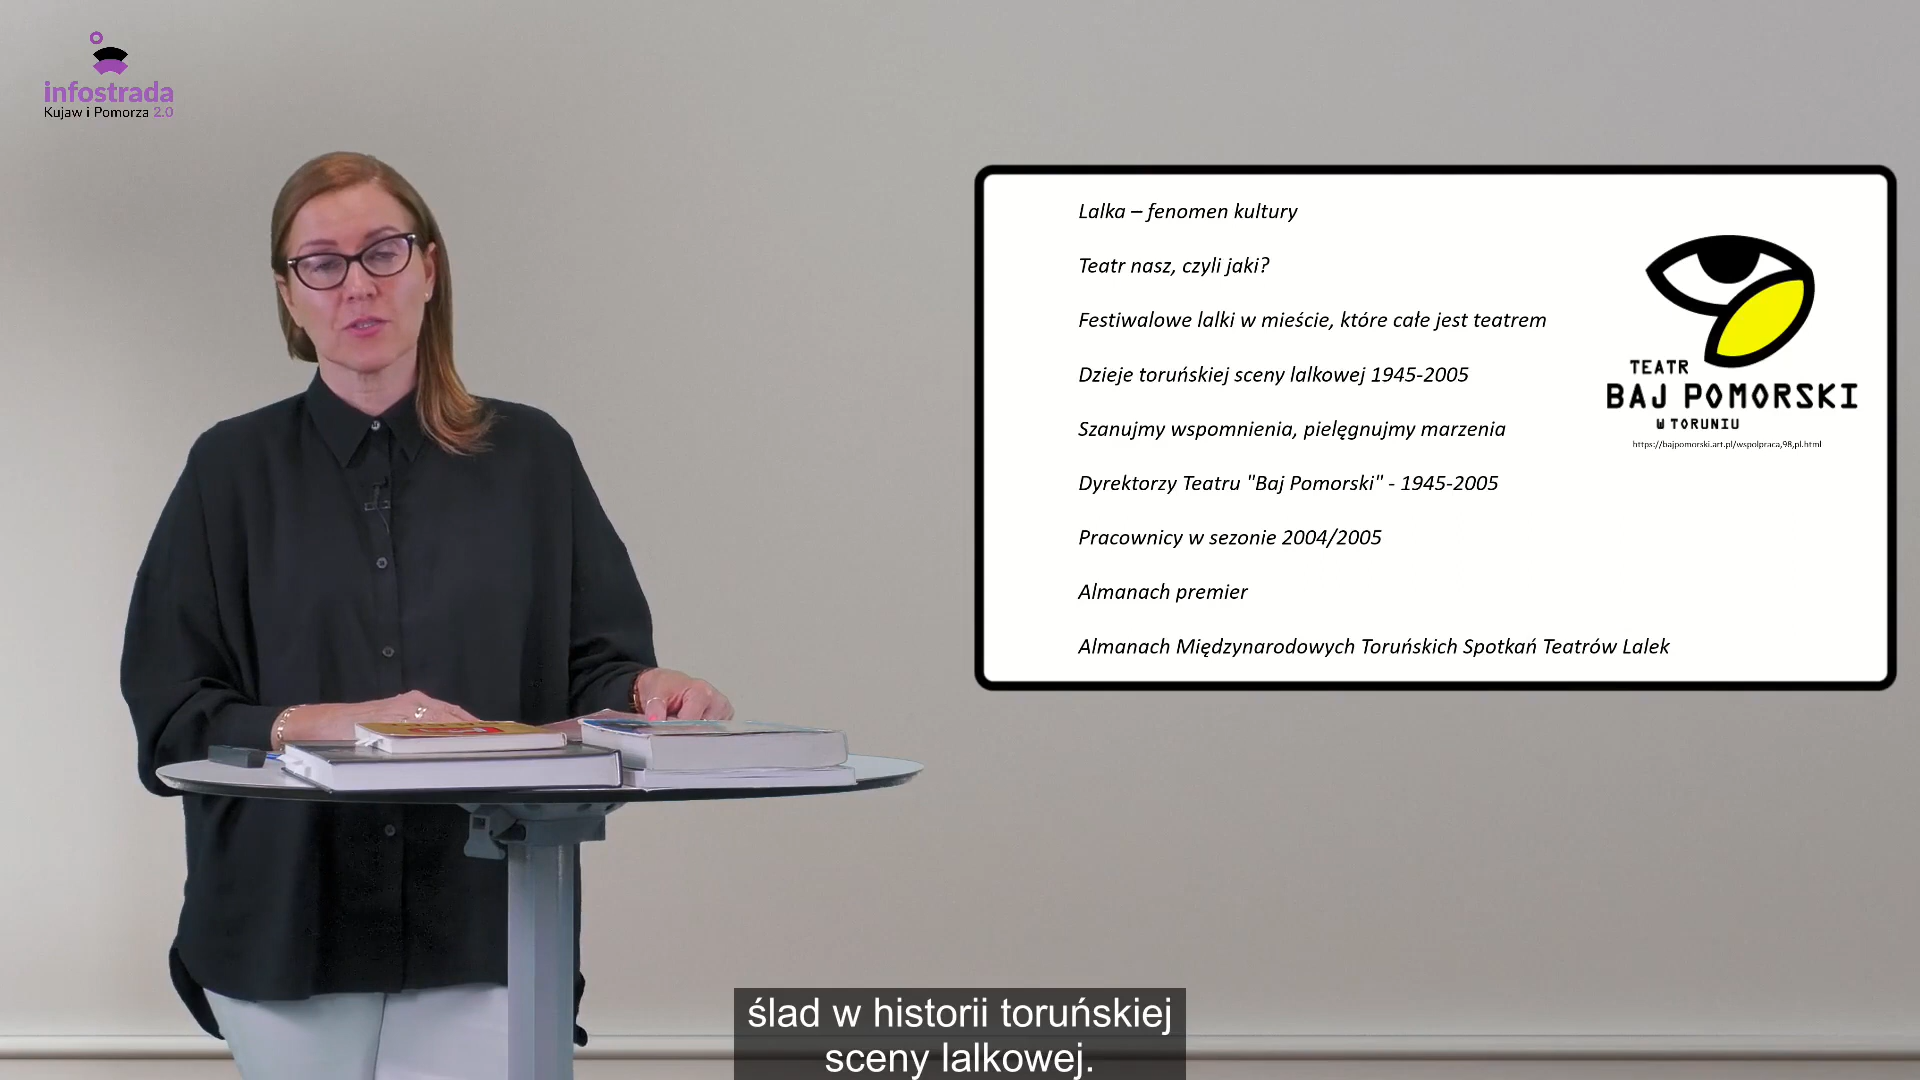 infostrada
Kujaw i Pomorza 2.0
Lalka – fenomen kultury
Teatr nasz, czyli jaki?
Festiwalowe lalki w mieście, które całe jest teatrem
Dzieje toruńskiej sceny lalkowej 1945-2005
Szanujmy wspomnienia, pielęgnujmy marzenia
Dyrektorzy Teatru "Baj Pomorski" - 1945-2005
Pracownicy w sezonie 2004/2005
Almanach premier
Almanach Międzynarodowych Toruńskich Spotkań Teatrów Lalek
TEATR
BAJ POMORSKI
W TORUNIU
https://bajpomorski.art.pl/wspolpraca,98,pl.html
ślad w historii toruńskiej
sceny lalkowej.